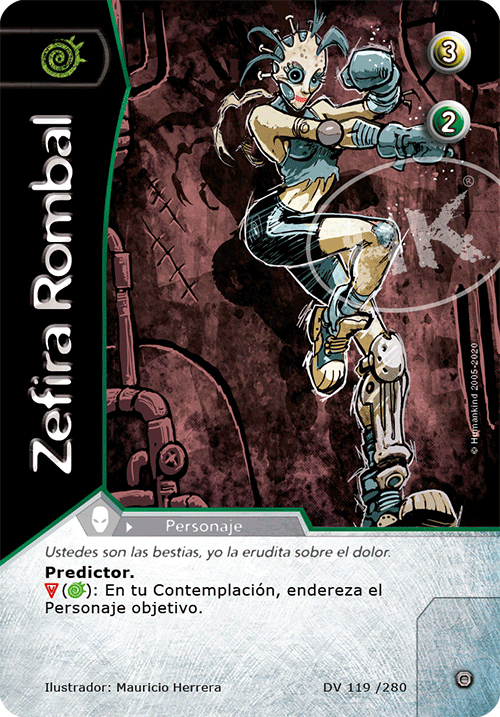 3
2
Zefira Rombal
K®
© Humankind 2005-2020
Personaje
Ustedes son las bestias, yo la erudita sobre el dolor.
Predictor.
(): En tu Contemplación, endereza el
Personaje objetivo.
Ilustrador: Mauricio Herrera
DV 119 /280